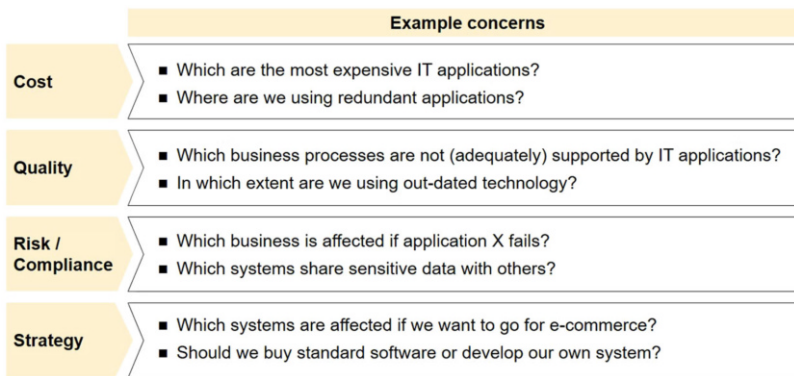 Example concerns
Cost
■ Which are the most expensive IT applications?
■ Where are we using redundant applications?
Quality
■ Which business processes are not (adequately) supported by IT applications?
■ In which extent are we using out-dated technology?
Risk /
Compliance
■ Which business is affected if application X fails?
■ Which systems share sensitive data with others?
Strategy
■ Which systems are affected if we want to go for e-commerce?
■ Should we buy standard software or develop our own system?